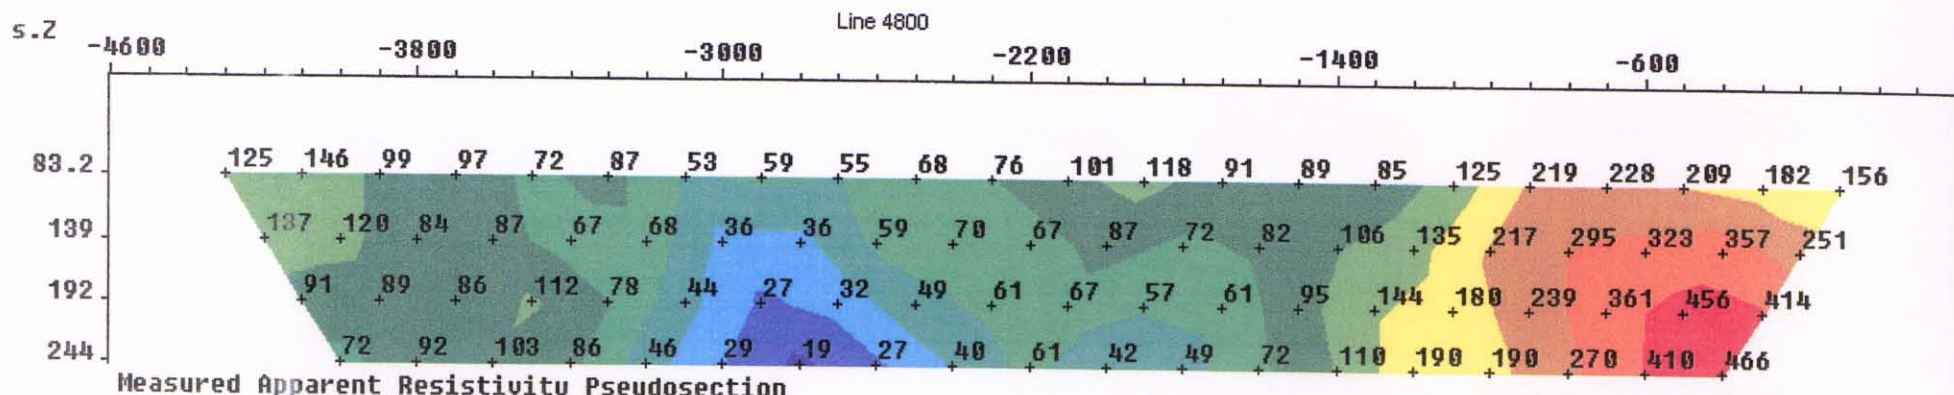 Line 4800
s.Z -4600 -3800 -3000 -2200 -1400 -600
83.2 125 146 99 97 72 87 53 59 55 68 76 101 118 91 89 85 125 219 228 209 182 156
139 137 120 84 87 67 68 36 36 59 70 67 87 72 82 106 135 217 295 323 357 251
192 91 89 86 112 78 44 27 32 49 61 67 57 61 95 144 180 239 361 456 414
244 72 92 103 86 46 29 19 27 40 61 42 49 72 110 190 190 270 410 466
Measured Apparent Resistivity Pseudosection